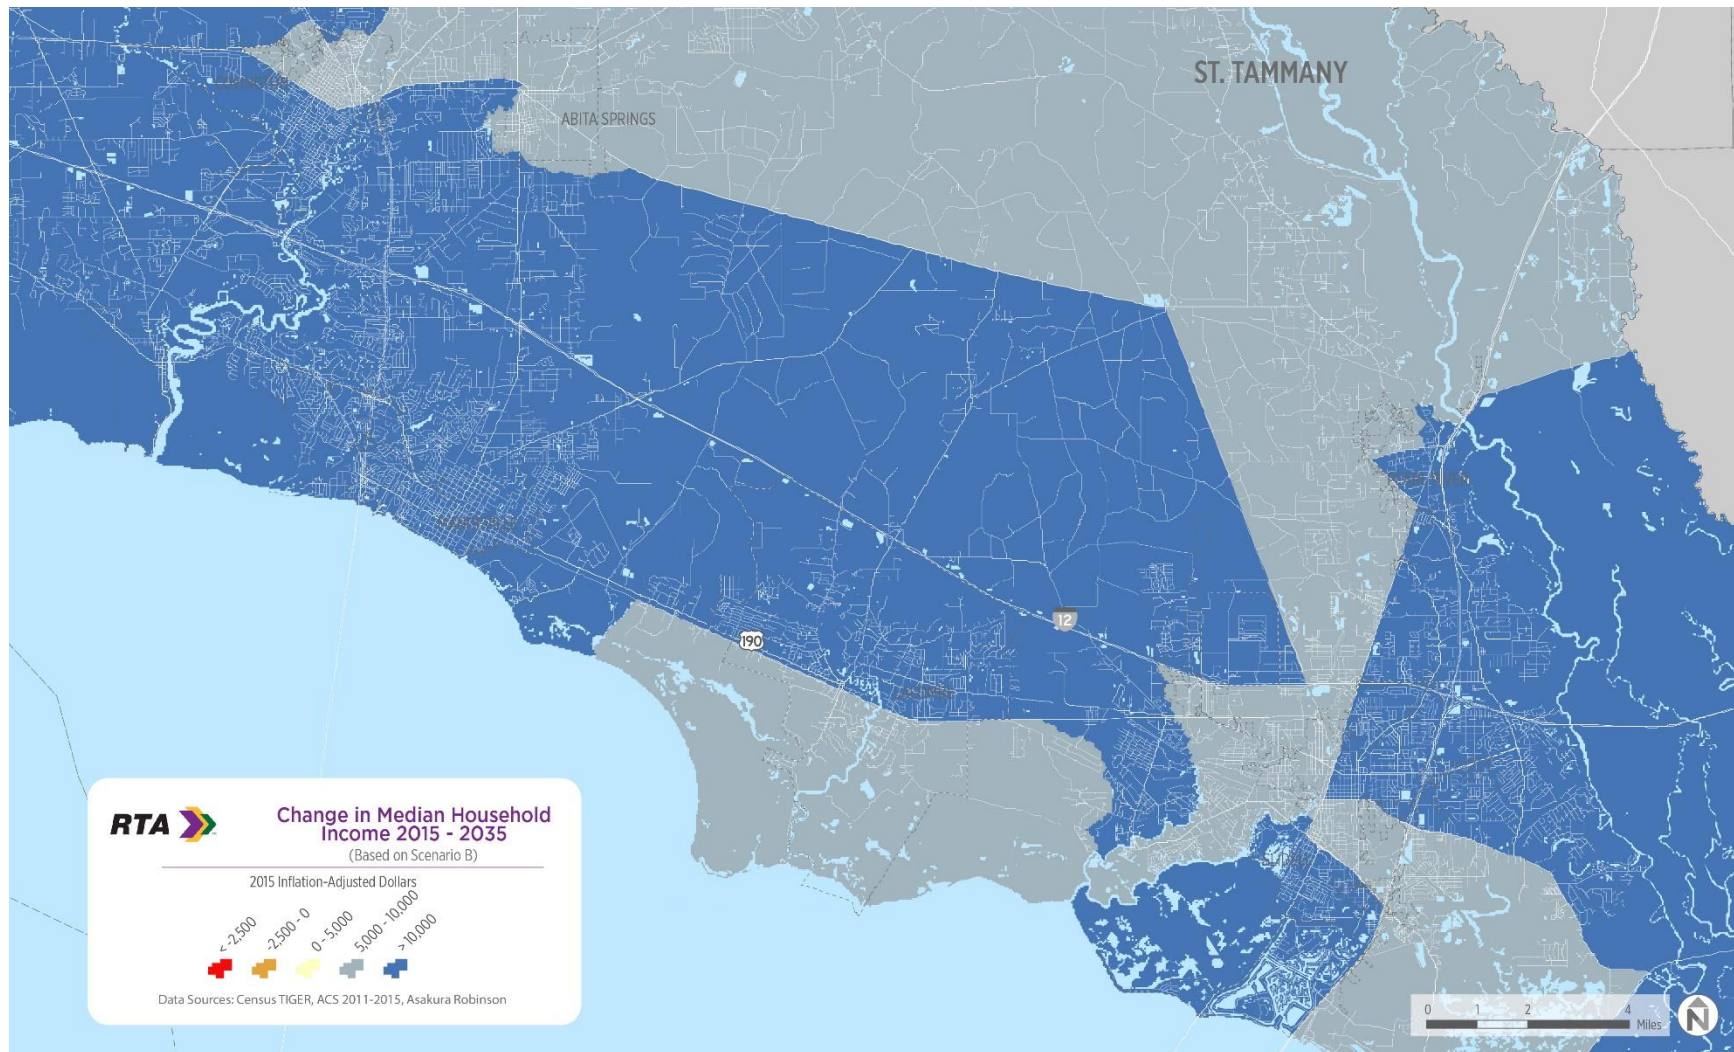 ST. TAMMANY
ABITA SPRINGS
12
190
RTA
Change in Median Household
Income 2015 - 2035
(Based on Scenario B)
2015 Inflation-Adjusted Dollars
< -2,500
-2,500 - 0
0 - 5,000
5,000 - 10,000
>10,000
Data Sources: Census TIGER, ACS 2011-2015, Asakura Robinson
0 1 2 4
Miles
N